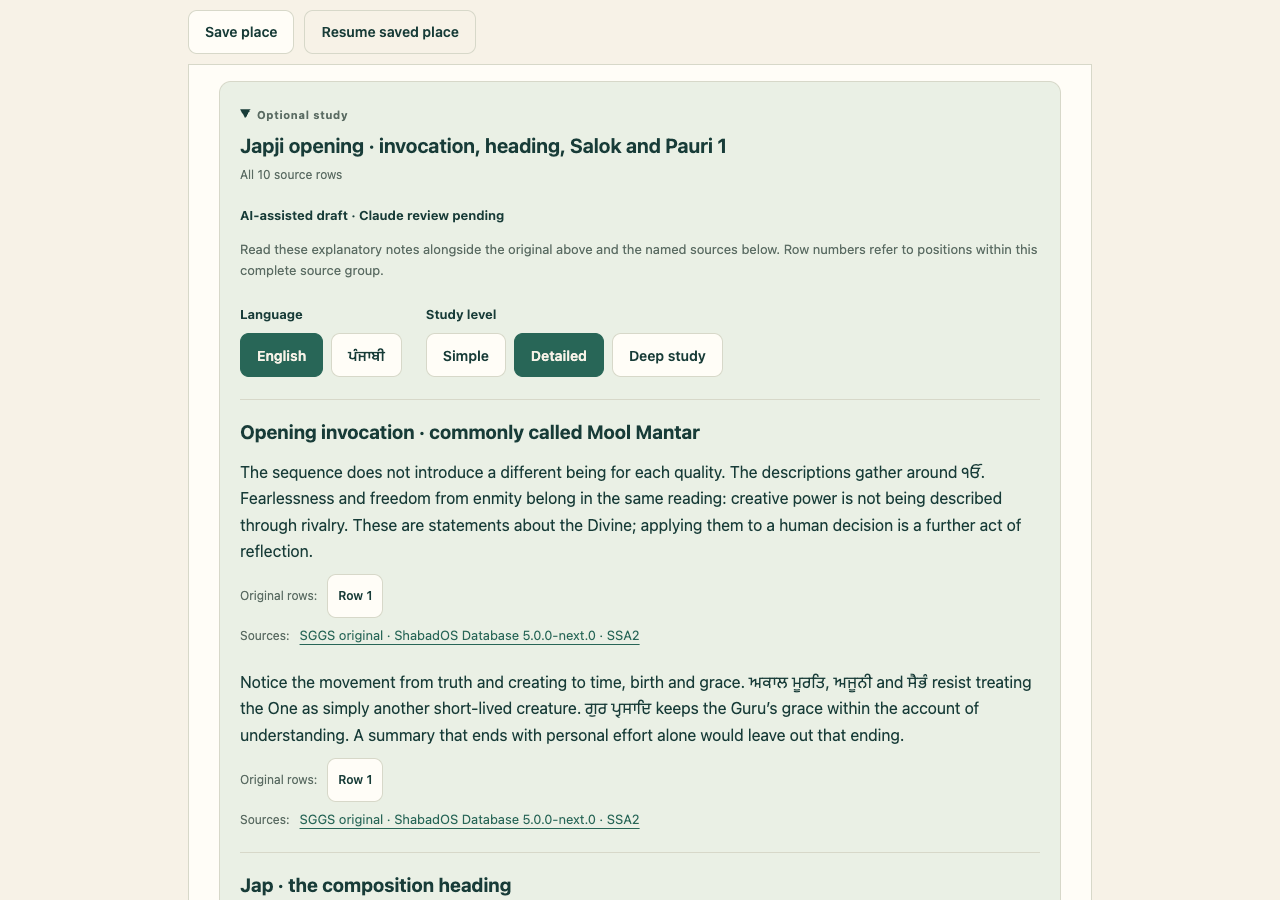 Save place
Resume saved place
Optional study
Japji opening · invocation, heading, Salok and Pauri 1
All 10 source rows
AI-assisted draft · Claude review pending
Read these explanatory notes alongside the original above and the named sources below. Row numbers refer to positions within this
complete source group.
Language
Study level
English
ਪੰਜਾਬੀ
Simple
Detailed
Deep study
Opening invocation · commonly called Mool Mantar
The sequence does not introduce a different being for each quality. The descriptions gather around ੴ.
Fearlessness and freedom from enmity belong in the same reading: creative power is not being described
through rivalry. These are statements about the Divine; applying them to a human decision is a further act of
reflection.
Original rows: Row 1
Sources: SGGS original · ShabadOS Database 5.0.0-next.0 · SSA2
Notice the movement from truth and creating to time, birth and grace. ਅਕਾਲ ਮੂਰਤਿ, ਅਜੂਨੀ and ਸੈਭੰ resist treating
the One as simply another short-lived creature. ਗੁਰ ਪ੍ਰਸਾਦਿ keeps the Guru’s grace within the account of
understanding. A summary that ends with personal effort alone would leave out that ending.
Original rows: Row 1
Sources: SGGS original · ShabadOS Database 5.0.0-next.0 · SSA2
Jap · the composition heading